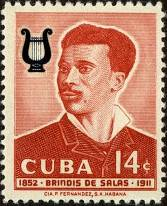 CUBA 14¢
1852 - BRINDIS DE SALAS - 1911
CIA. P. FERNANDEZ, S.A. HABANA